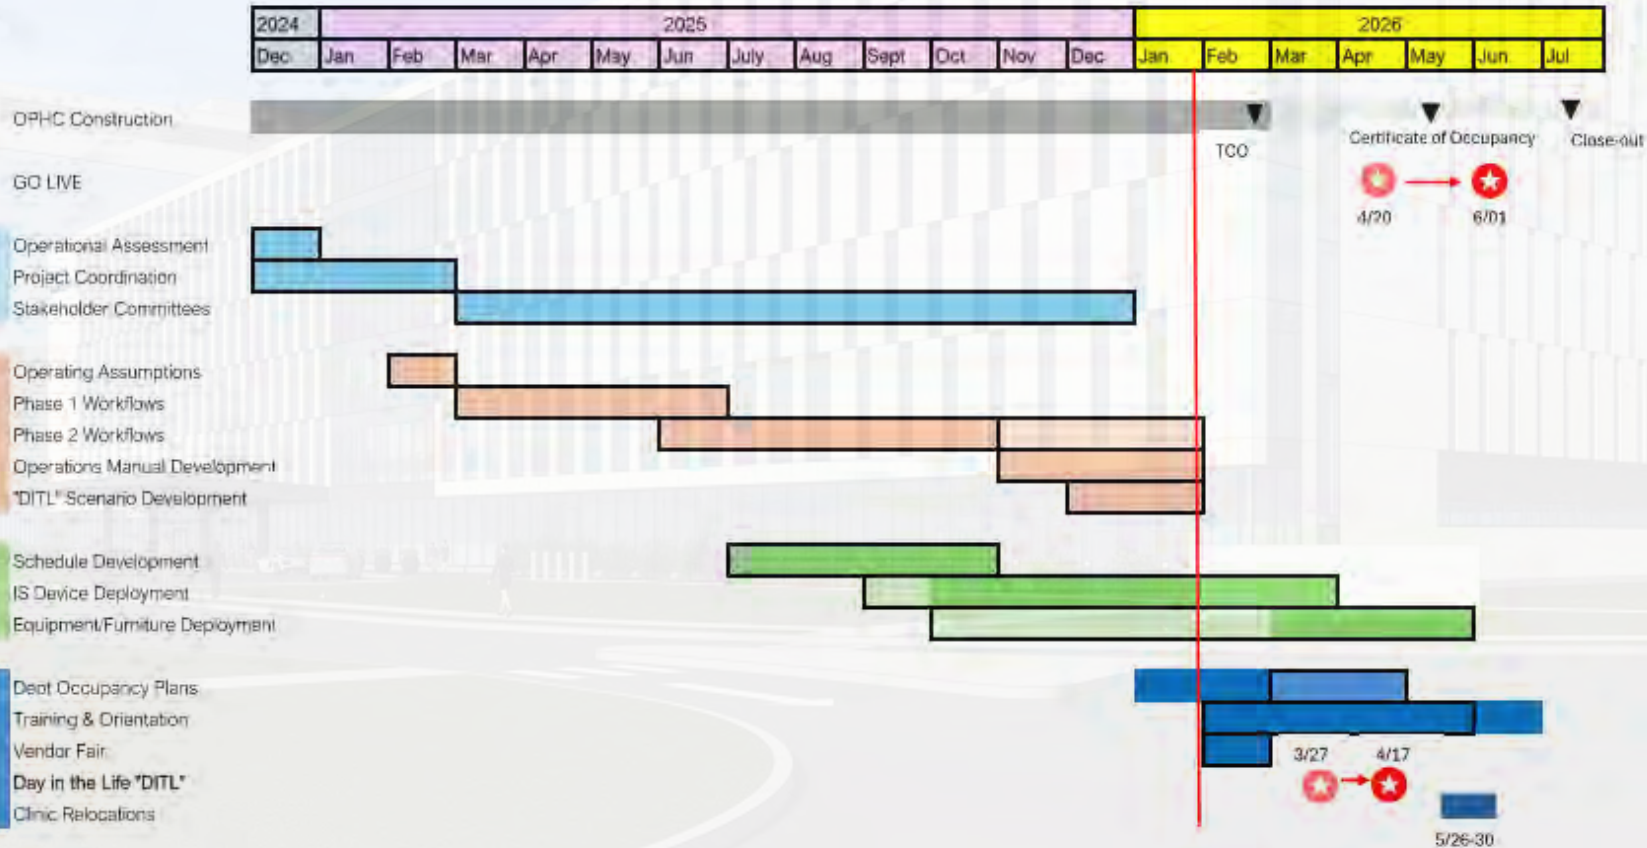 2024 2025 2026
Dec Jan Feb Mar Apr May Jun July Aug Sept Oct Nov Dec Jan Feb Mar Apr May Jun Jul
OPHC Construction
TCO
Certificate of Occupancy
Close-out
GO LIVE
4/20 6/01
Operational Assessment
Project Coordination
Stakeholder Committees
Operating Assumptions
Phase 1 Workflows
Phase 2 Workflows
Operations Manual Development
"DITL" Scenario Development
Schedule Development
IS Device Deployment
Equipment/Furniture Deployment
Dept Occupancy Plans
Training & Orientation
Vendor Fair
3/27 4/17
Day in the Life "DITL"
Clinic Relocations
5/26-30